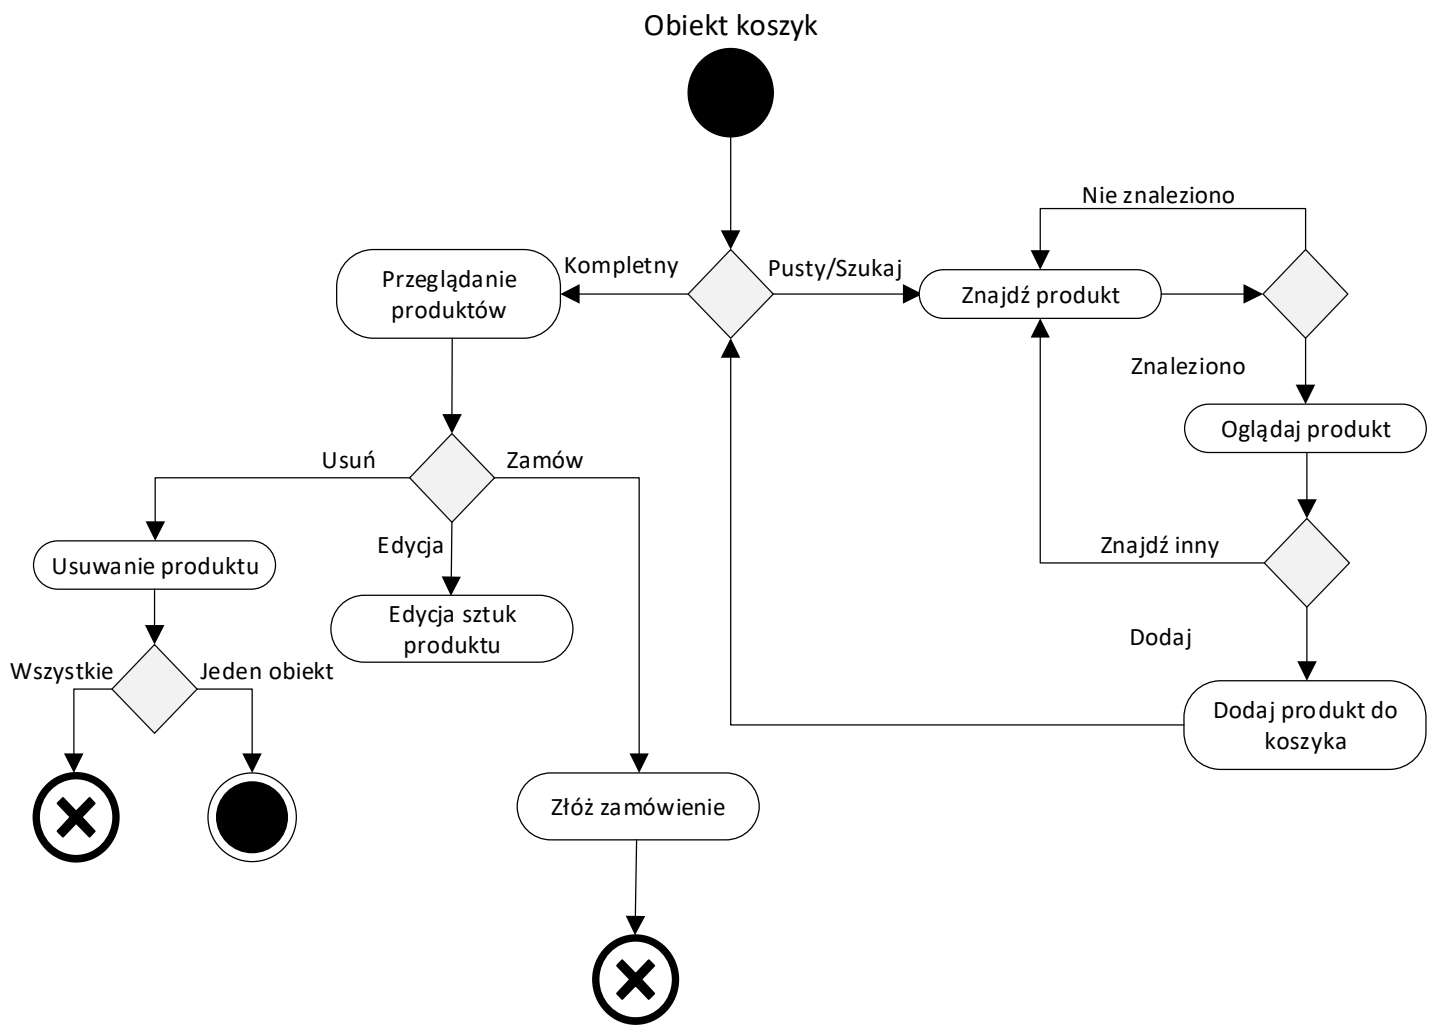 Obiekt koszyk
Nie znaleziono
Kompletny
Pusty/Szukaj
Przeglądanie
produktów
Znajdź produkt
Znaleziono
Oglądaj produkt
Usuń
Zamów
Edycja
Znajdź inny
Usuwanie produktu
Edycja sztuk
produktu
Dodaj
Wszystkie
Jeden obiekt
Dodaj produkt do
koszyka
Złóż zamówienie